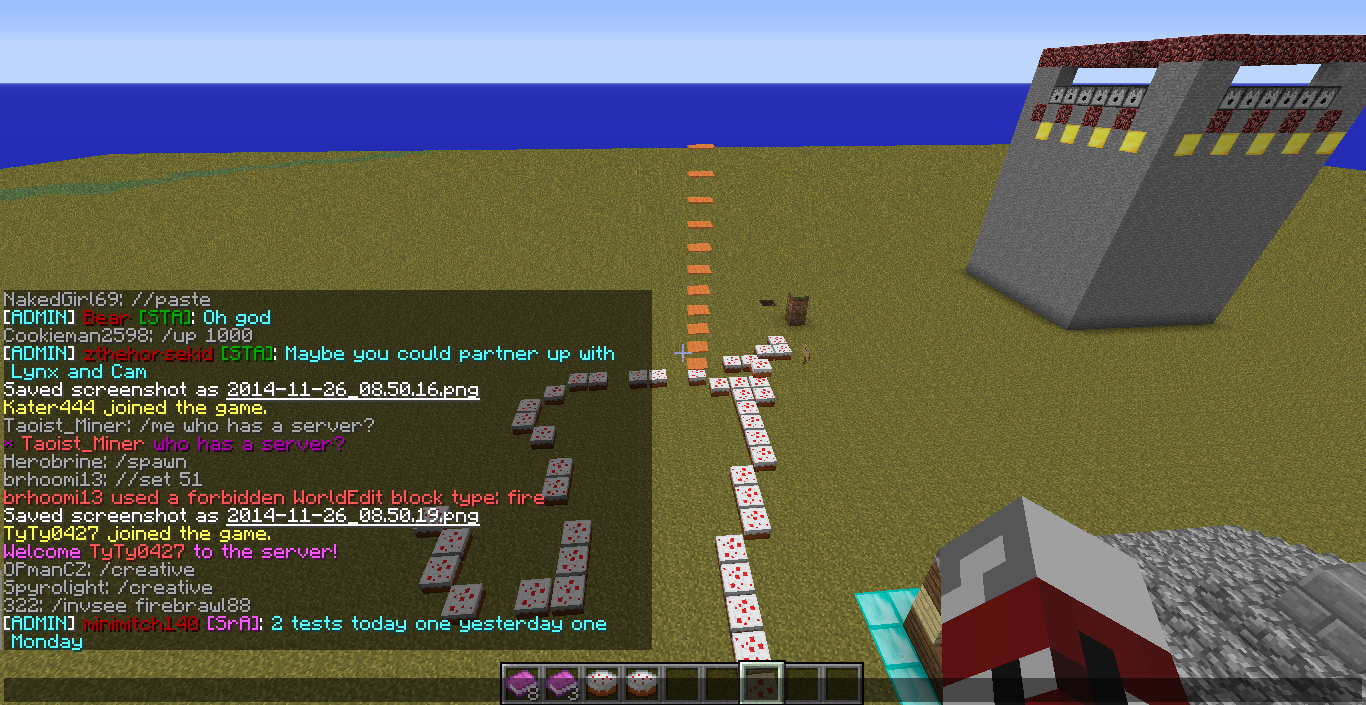 NakedGirl69: //paste
[ADMIN] Bear [STA]: Oh god
Cookieman2598: /up 1000
[ADMIN] zthehorsekid [STA]: Maybe you could partner up with
Lynx and Cam
Saved screenshot as 2014-11-26_08.50.16.png
Kater444 joined the game.
Taoist_Miner: /me who has a server?
* Taoist_Miner who has a server?
Herobrine: /spawn
brhoomi13: //set 51
brhoomi13 used a forbidden WorldEdit block type: fire
Saved screenshot as 2014-11-26_08.50.19.png
TyTy0427 joined the game.
Welcome TyTy0427 to the server!
OPmanCZ: /creative
Spyrolight: /creative
322: /invsee firebrawl88
[ADMIN] minimitch140 [SrA]: 2 tests today one yesterday one
Monday
8 3